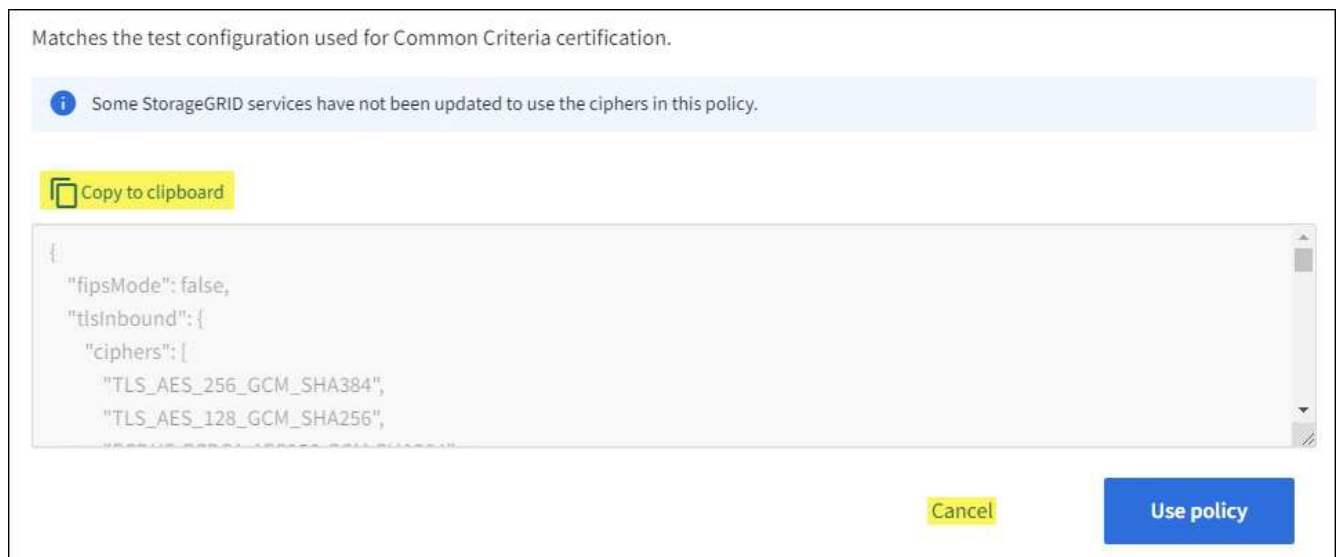 Matches the test configuration used for Common Criteria certification.
Some StorageGRID services have not been updated to use the ciphers in this policy.
Copy to clipboard
{
"fipsMode": false,
"tlsInbound": {
"ciphers": [
"TLS_AES_256_GCM_SHA384",
"TLS_AES_128_GCM_SHA256",
Cancel
Use policy